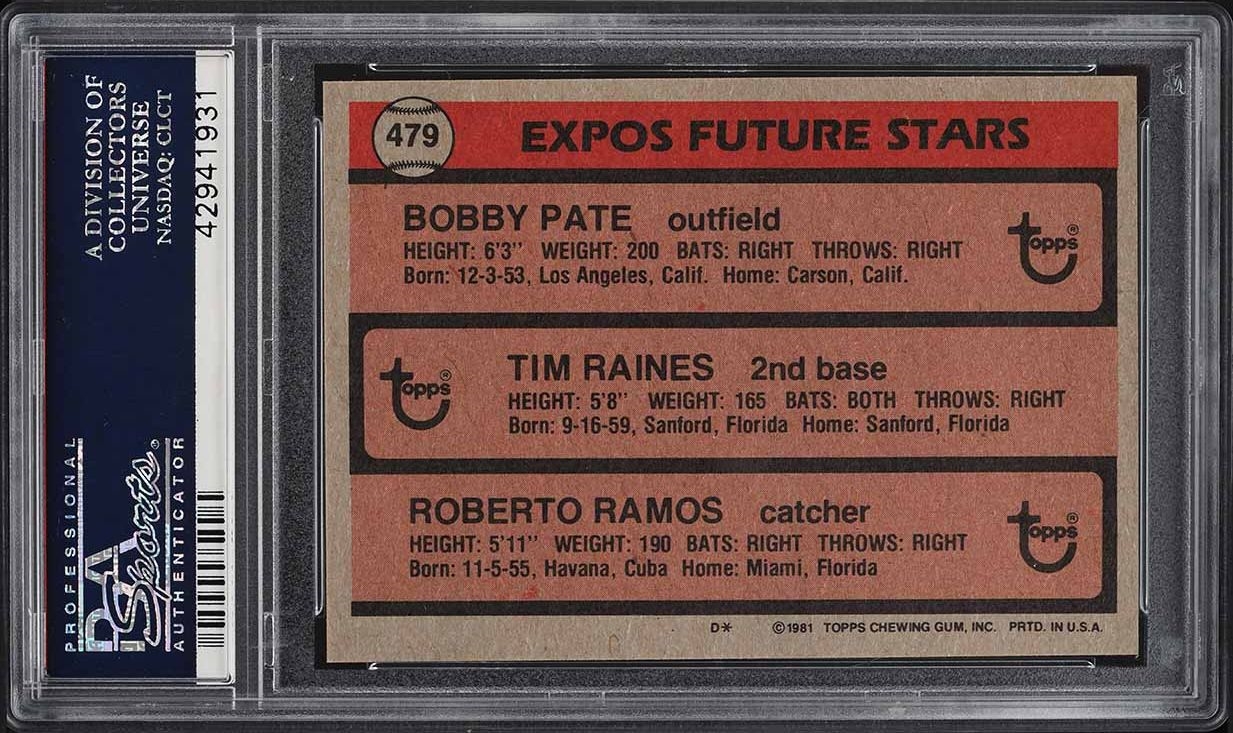 A DIVISION OF
COLLECTORS
UNIVERSE
NASDAQ: CLCT
42941931
PROFESSIONAL
PSA
Sports®
AUTHENTICATOR
479
EXPOS FUTURE STARS
BOBBY PATE outfield
HEIGHT: 6'3" WEIGHT: 200 BATS: RIGHT THROWS: RIGHT
Born: 12-3-53, Los Angeles, Calif. Home: Carson, Calif.
topps®
TIM RAINES 2nd base
HEIGHT: 5'8" WEIGHT: 165 BATS: BOTH THROWS: RIGHT
Born: 9-16-59, Sanford, Florida Home: Sanford, Florida
topps®
ROBERTO RAMOS catcher
HEIGHT: 5'11" WEIGHT: 190 BATS: RIGHT THROWS: RIGHT
Born: 11-5-55, Havana, Cuba Home: Miami, Florida
topps®
D* ©1981 TOPPS CHEWING GUM, INC. PRTD. IN U.S.A.